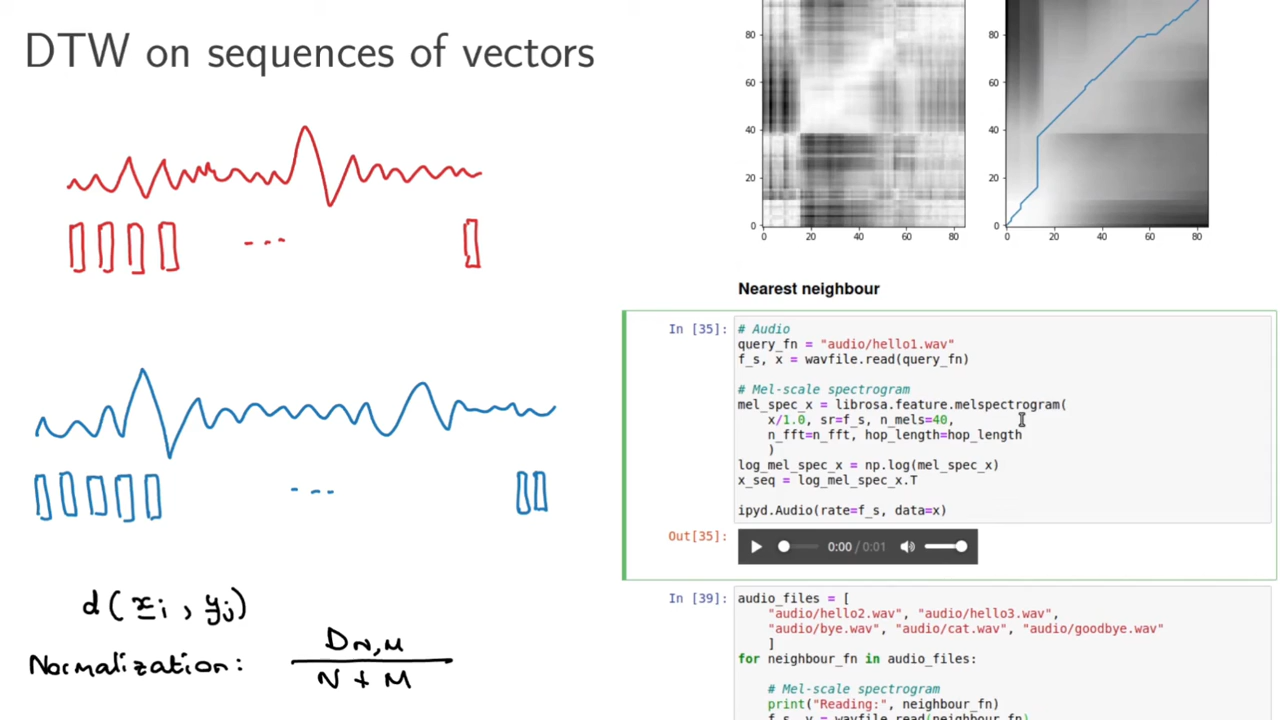 DTW on sequences of vectors
...
...
d(xi, yj)
Normalization: DN,M
N + M
80
60
40
20
0
0 20 40 60 80
80
60
40
20
0
0 20 40 60 80
Nearest neighbour
In [35]:
# Audio
query_fn = "audio/hello1.wav"
f_s, x = wavfile.read(query_fn)
# Mel-scale spectrogram
mel_spec_x = librosa.feature.melspectrogram(
x/1.0, sr=f_s, n_mels=40,
n_fft=n_fft, hop_length=hop_length
)
log_mel_spec_x = np.log(mel_spec_x)
x_seq = log_mel_spec_x.T
ipyd.Audio(rate=f_s, data=x)
Out[35]:
0:00 / 0:01
In [39]:
audio_files = [
"audio/hello2.wav", "audio/hello3.wav",
"audio/bye.wav", "audio/cat.wav", "audio/goodbye.wav"
]
for neighbour_fn in audio_files:
# Mel-scale spectrogram
print("Reading:", neighbour_fn)
f_s, y = wavfile.read(neighbour_fn)